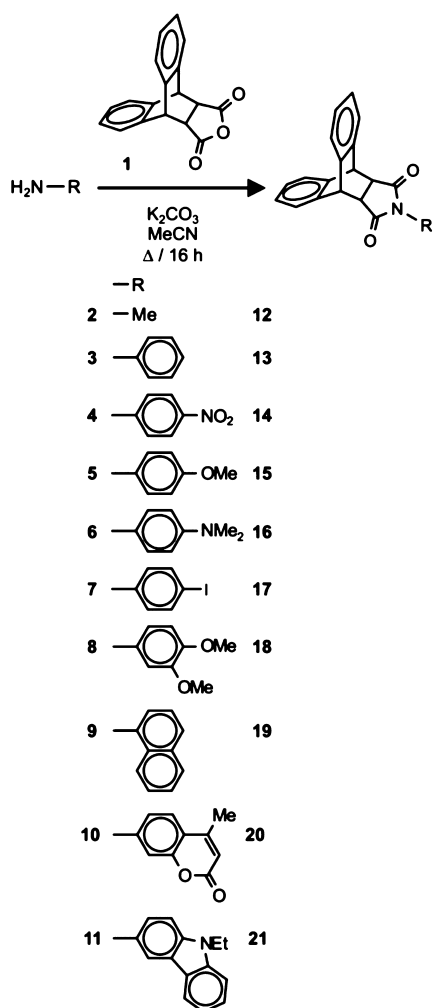 O
O
O
1
H₂N—R
K₂CO₃
MeCN
Δ / 16 h
O
N
O
R
—R
2 —Me 12
3 13
4 NO₂ 14
5 OMe 15
6 NMe₂ 16
7 I 17
8 OMe 18
OMe
9 19
Me
10 20
O
O
11 NEt 21